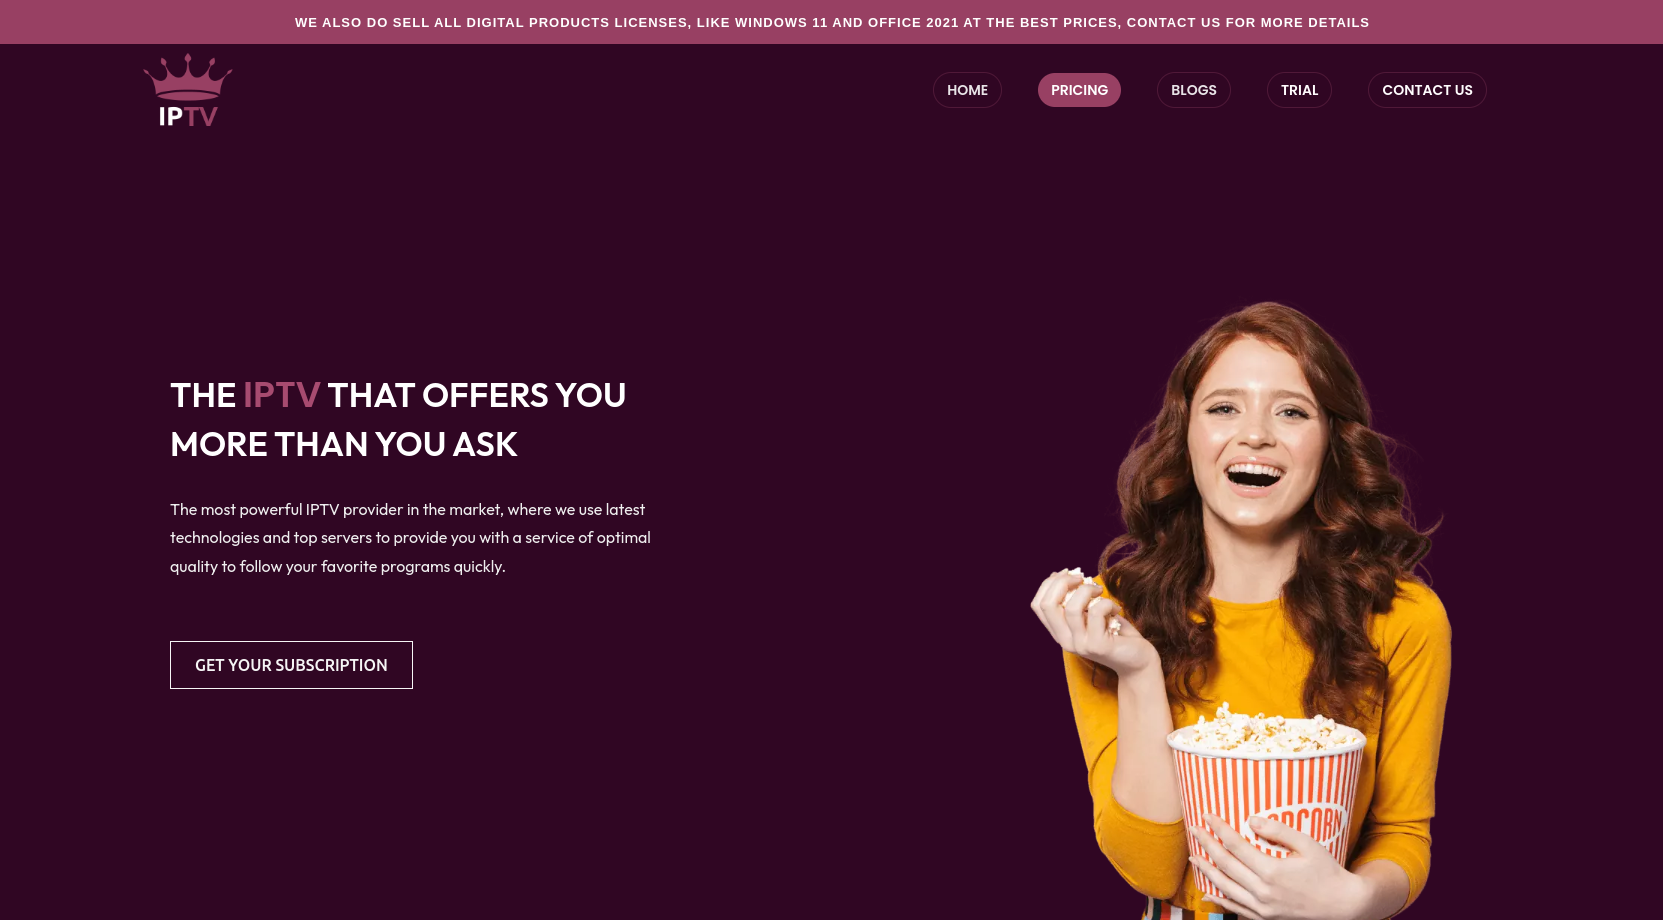 WE ALSO DO SELL ALL DIGITAL PRODUCTS LICENSES, LIKE WINDOWS 11 AND OFFICE 2021 AT THE BEST PRICES, CONTACT US FOR MORE DETAILS
IPTV
HOME PRICING BLOGS TRIAL CONTACT US
THE IPTV THAT OFFERS YOU
MORE THAN YOU ASK
The most powerful IPTV provider in the market, where we use latest
technologies and top servers to provide you with a service of optimal
quality to follow your favorite programs quickly.
GET YOUR SUBSCRIPTION